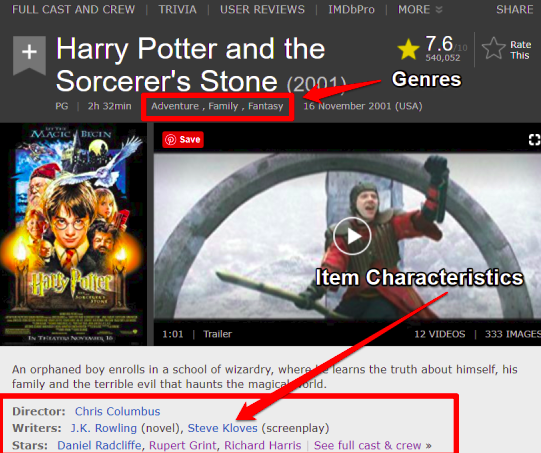 FULL CAST AND CREW | TRIVIA | USER REVIEWS | IMDbPro | MORE SHARE
+ Harry Potter and the
Sorcerer's Stone (2001)
7.6/10
540,052
Rate
This
Genres
PG | 2h 32min | Adventure , Family , Fantasy | 16 November 2001 (USA)
MAGIC BEGIN
Harry Potter
AND THE SORCERER'S STONE
IN THEATERS NOVEMBER 16
Save
Item Characteristics
1:01 | Trailer 12 VIDEOS | 333 IMAGES
An orphaned boy enrolls in a school of wizardry, where he learns the truth about himself, his
family and the terrible evil that haunts the magical world.
Director: Chris Columbus
Writers: J.K. Rowling (novel), Steve Kloves (screenplay)
Stars: Daniel Radcliffe, Rupert Grint, Richard Harris | See full cast & crew »